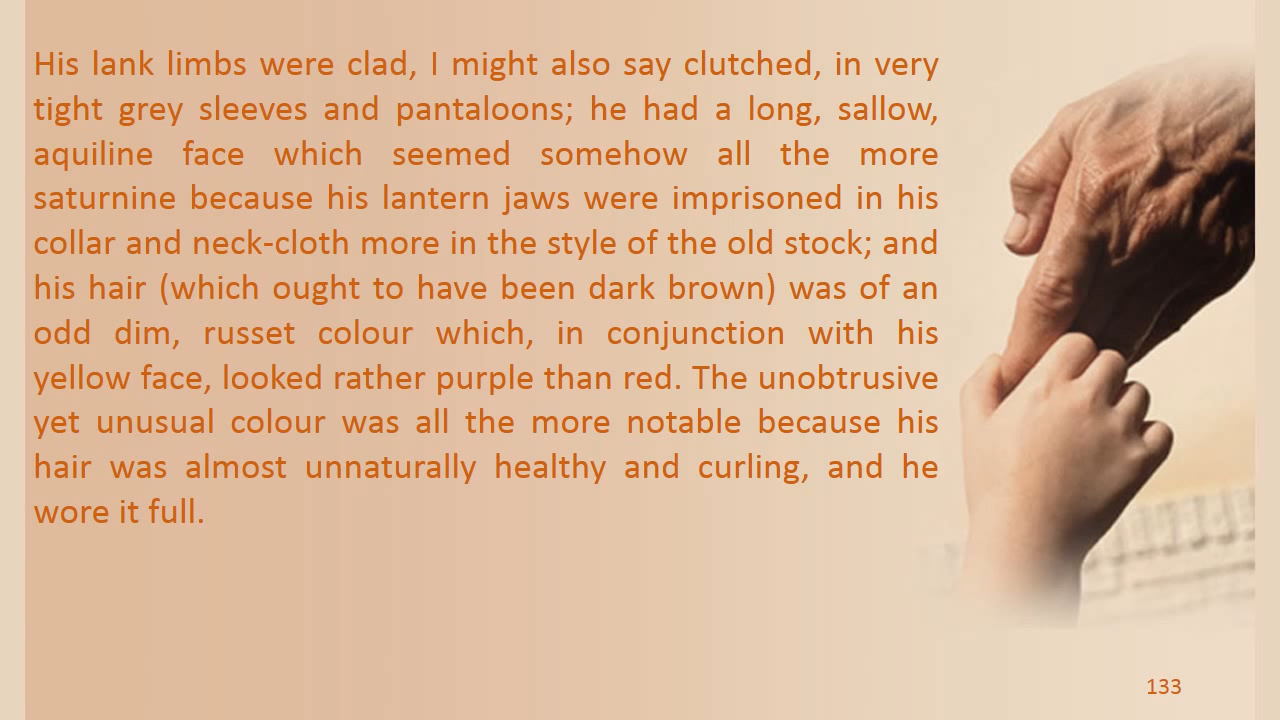 His lank limbs were clad, I might also say clutched, in very
tight grey sleeves and pantaloons; he had a long, sallow,
aquiline face which seemed somehow all the more
saturnine because his lantern jaws were imprisoned in his
collar and neck-cloth more in the style of the old stock; and
his hair (which ought to have been dark brown) was of an
odd dim, russet colour which, in conjunction with his
yellow face, looked rather purple than red. The unobtrusive
yet unusual colour was all the more notable because his
hair was almost unnaturally healthy and curling, and he
wore it full.
133